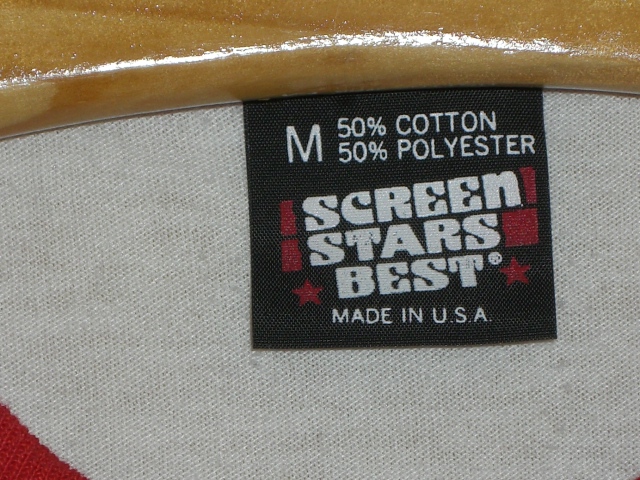 M 50% COTTON
50% POLYESTER
SCREEN
STARS
BEST®
MADE IN U.S.A.